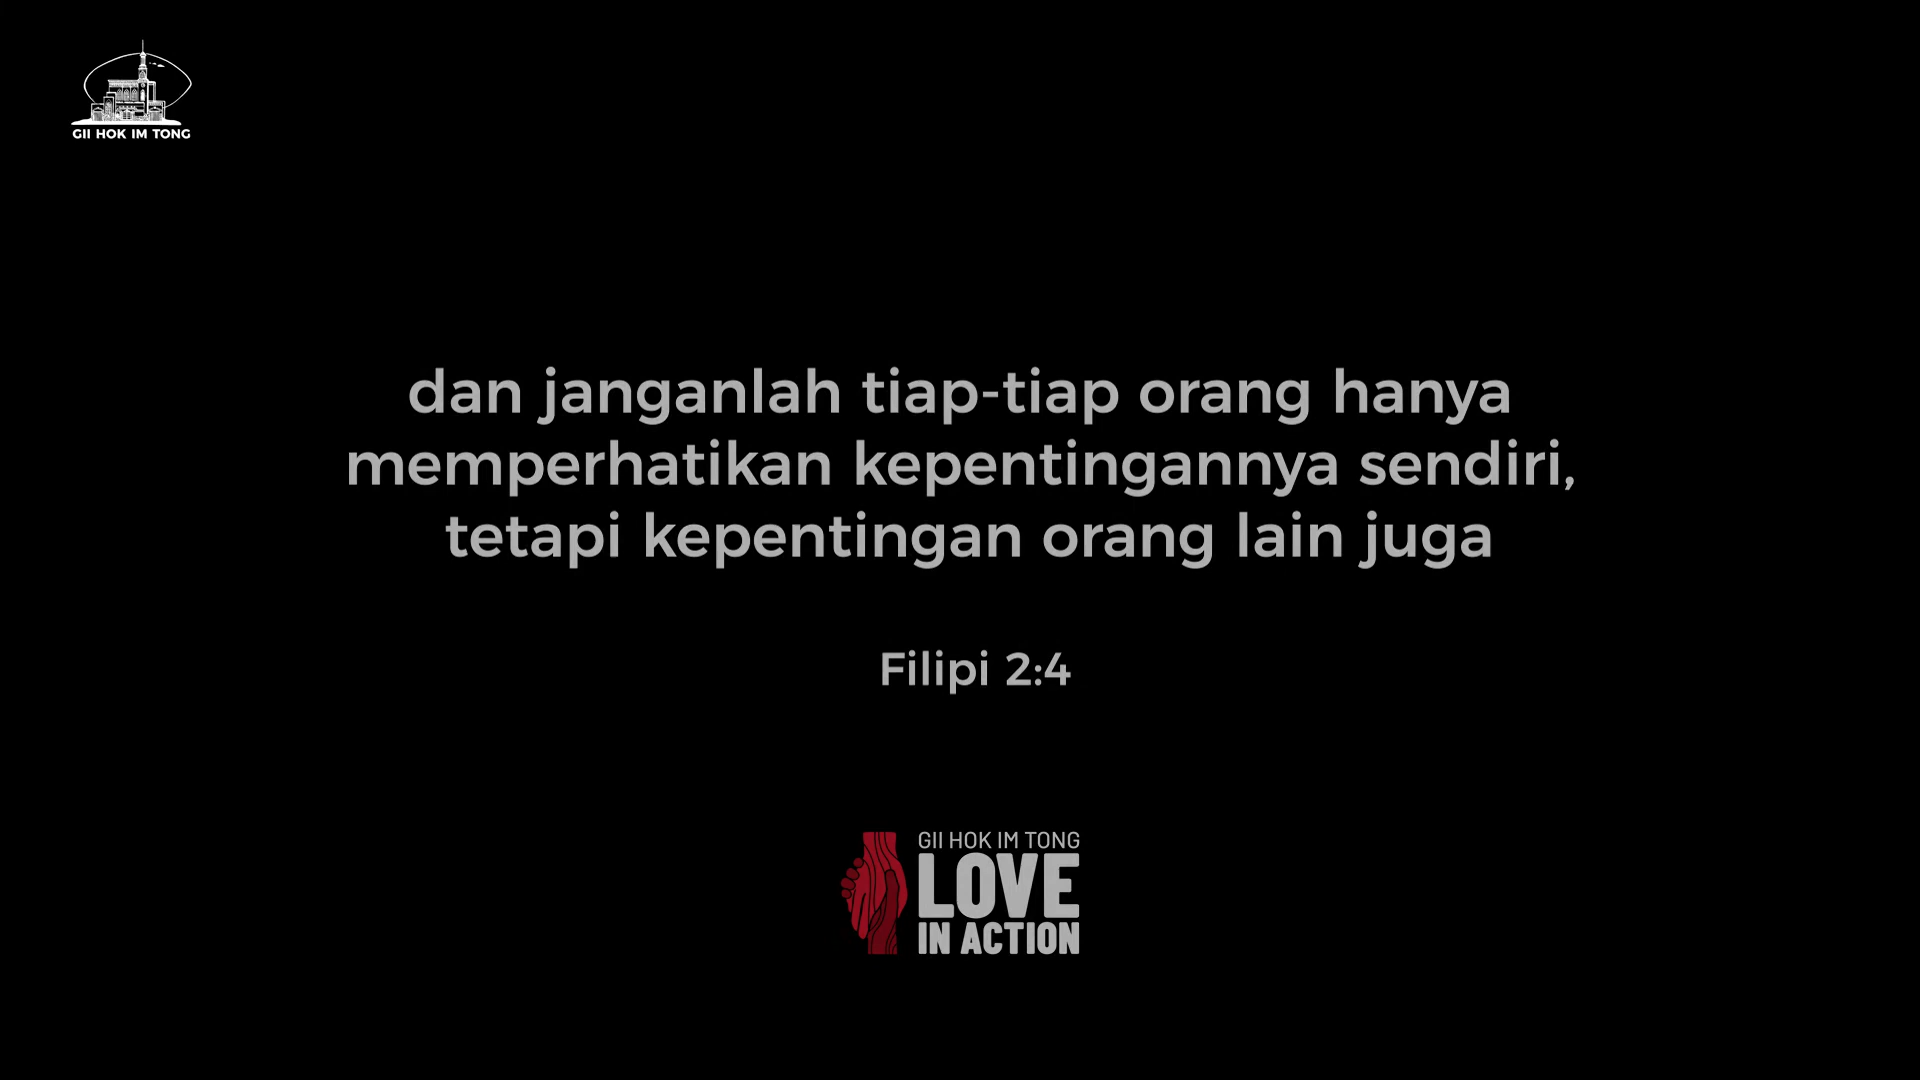 GII HOK IM TONG
dan janganlah tiap-tiap orang hanya
memperhatikan kepentingannya sendiri,
tetapi kepentingan orang lain juga
Filipi 2:4
GII HOK IM TONG
LOVE
IN ACTION